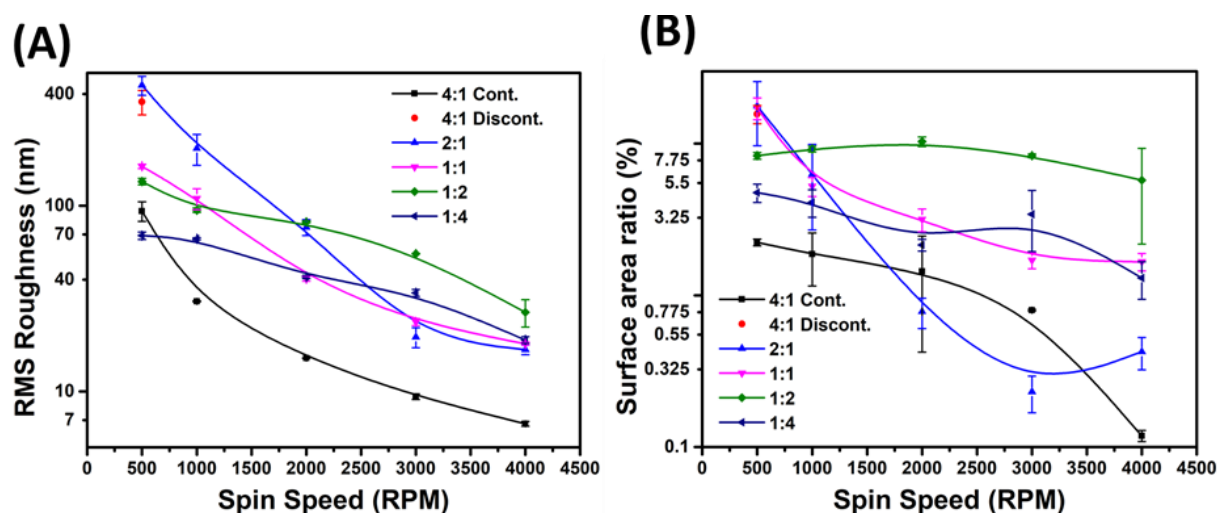 (A)
RMS Roughness (nm)
400
100
70
40
10
7
4:1 Cont.
4:1 Discont.
2:1
1:1
1:2
1:4
0 500 1000 1500 2000 2500 3000 3500 4000 4500
Spin Speed (RPM)
(B)
Surface area ratio (%)
7.75
5.5
3.25
0.775
0.55
0.325
0.1
4:1 Cont.
4:1 Discont.
2:1
1:1
1:2
1:4
0 500 1000 1500 2000 2500 3000 3500 4000 4500
Spin Speed (RPM)